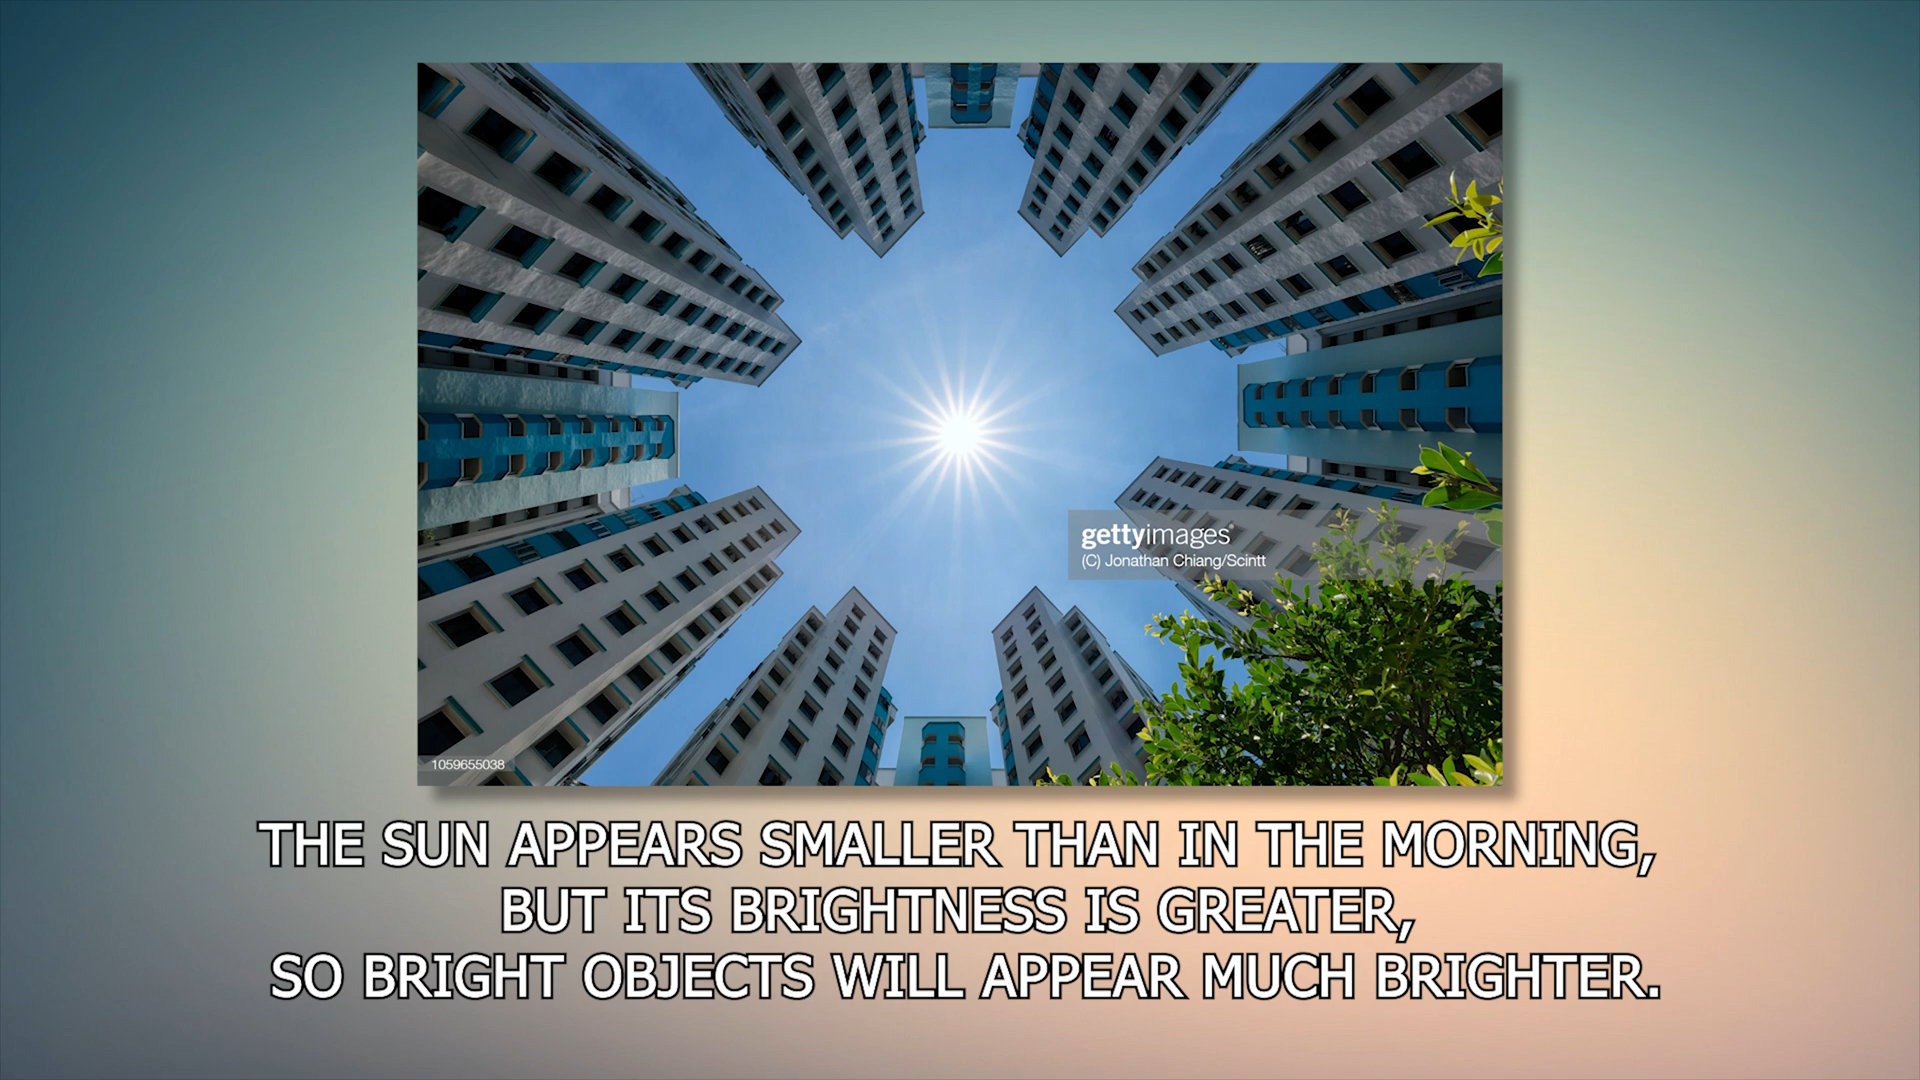 gettyimages®
(C) Jonathan Chiang/Scintt
1059655038
THE SUN APPEARS SMALLER THAN IN THE MORNING,
BUT ITS BRIGHTNESS IS GREATER,
SO BRIGHT OBJECTS WILL APPEAR MUCH BRIGHTER.